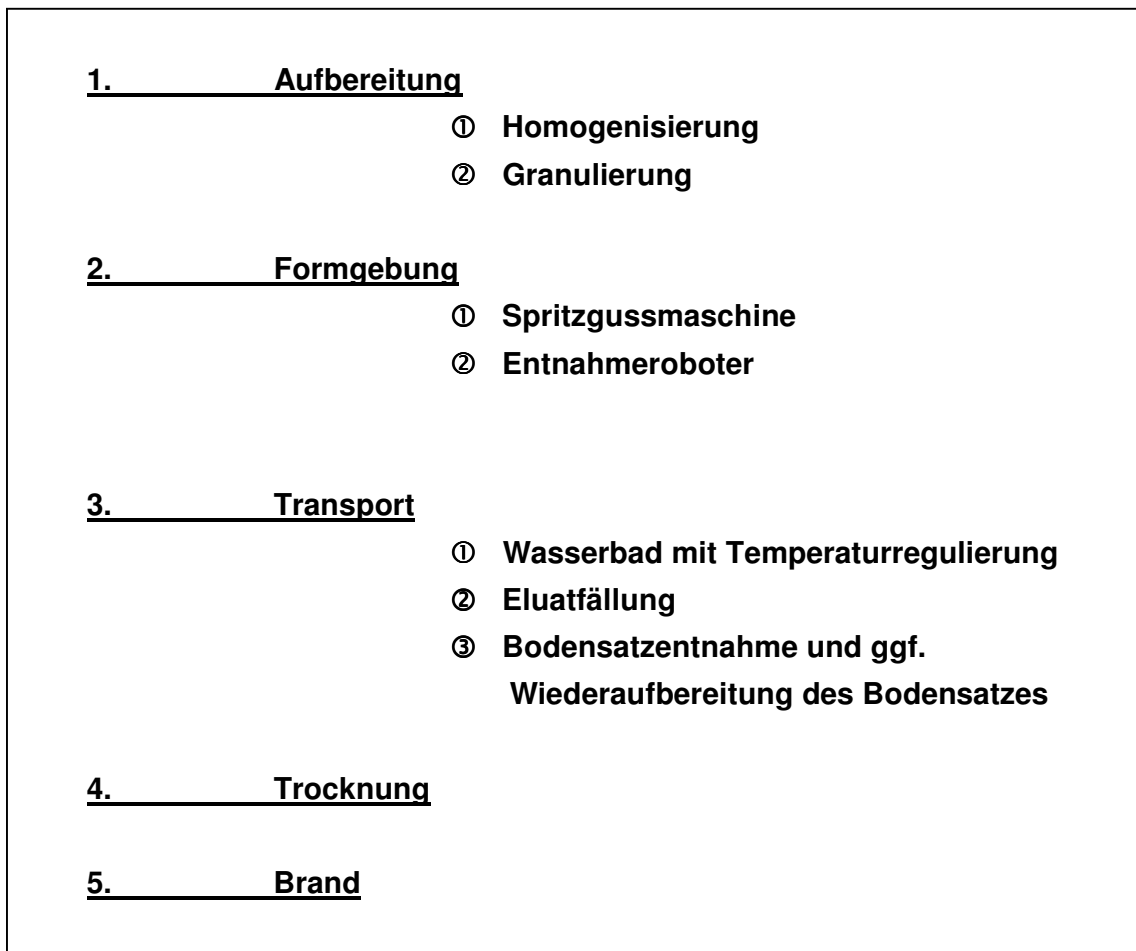 1. Aufbereitung
① Homogenisierung
② Granulierung
2. Formgebung
① Spritzgussmaschine
② Entnahmeroboter
3. Transport
① Wasserbad mit Temperaturregulierung
② Eluatfällung
③ Bodensatzentnahme und ggf.
Wiederaufbereitung des Bodensatzes
4. Trocknung
5. Brand